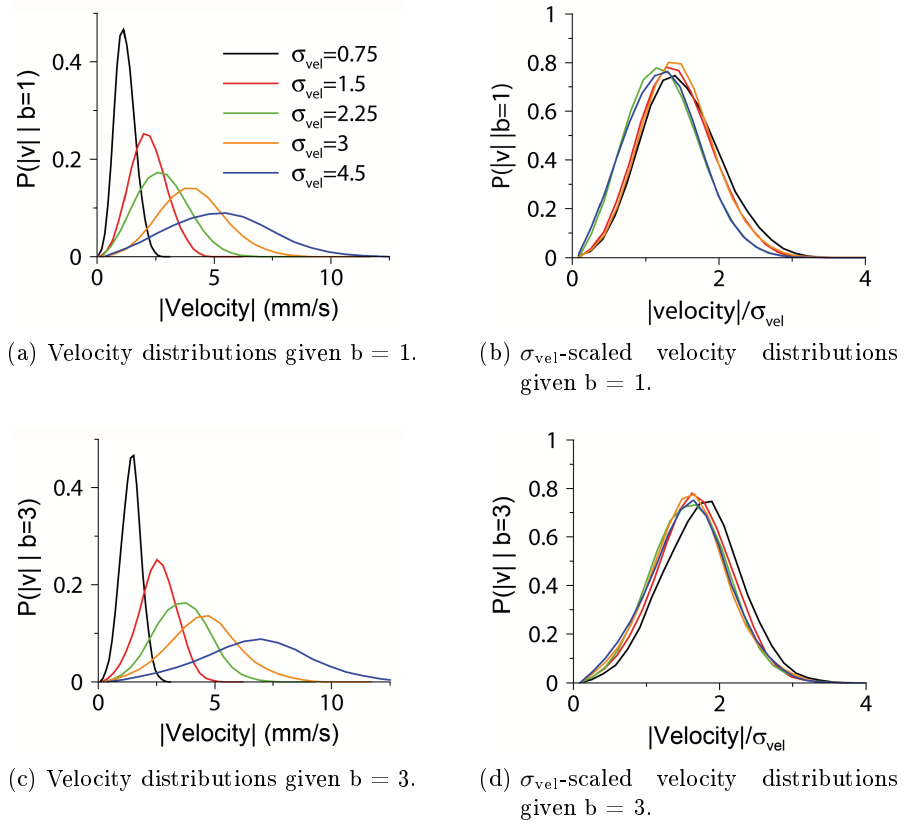 P(|v| | b=1)
0.4
0.2
0
σvel=0.75
σvel=1.5
σvel=2.25
σvel=3
σvel=4.5
0 5 10
|Velocity| (mm/s)
(a) Velocity distributions given b = 1.
P(|v| |b=1)
1
0.8
0.6
0.4
0.2
0
0 2 4
|velocity|/σvel
(b) σvel-scaled velocity distributions
given b = 1.
P(|v| | b=3)
0.4
0.2
0
0 5 10
|Velocity| (mm/s)
(c) Velocity distributions given b = 3.
P(|v| | b=3)
1
0.8
0.6
0.4
0.2
0
0 2 4
|Velocity|/σvel
(d) σvel-scaled velocity distributions
given b = 3.